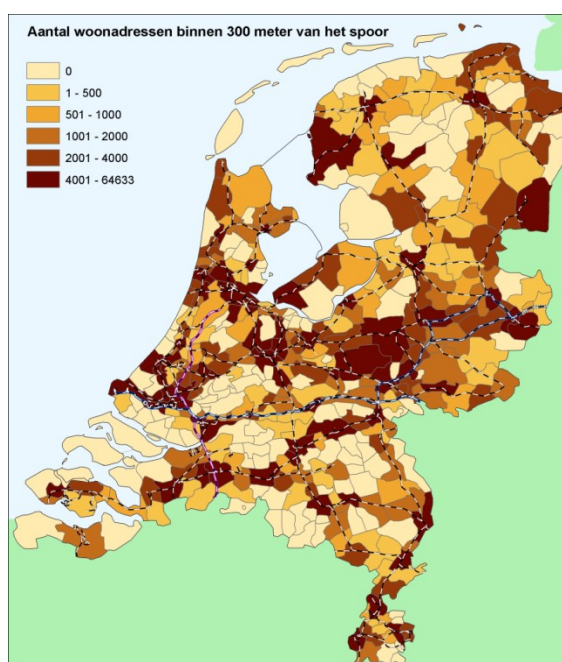 Aantal woonadressen binnen 300 meter van het spoor
0
1 - 500
501 - 1000
1001 - 2000
2001 - 4000
4001 - 64633